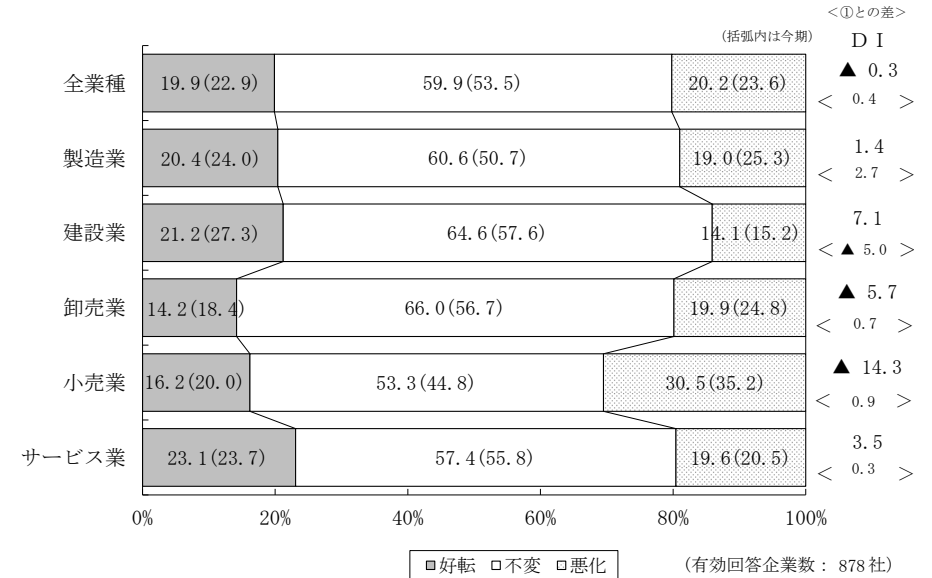 <①との差>
(括弧内は今期) ＤＩ
全業種 19.9(22.9) 59.9(53.5) 20.2(23.6) ▲ 0.3
< 0.4 >
製造業 20.4(24.0) 60.6(50.7) 19.0(25.3) 1.4
< 2.7 >
建設業 21.2(27.3) 64.6(57.6) 14.1(15.2) 7.1
< ▲ 5.0 >
卸売業 14.2(18.4) 66.0(56.7) 19.9(24.8) ▲ 5.7
< 0.7 >
小売業 16.2(20.0) 53.3(44.8) 30.5(35.2) ▲ 14.3
< 0.9 >
サービス業 23.1(23.7) 57.4(55.8) 19.6(20.5) 3.5
< 0.3 >
0% 20% 40% 60% 80% 100%
好転 不変 悪化 (有効回答企業数： 878社)